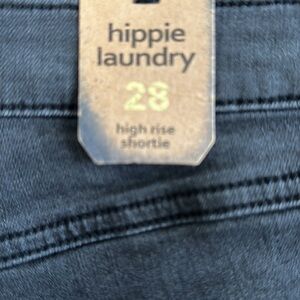 hippie
laundry
28
high rise
shortie